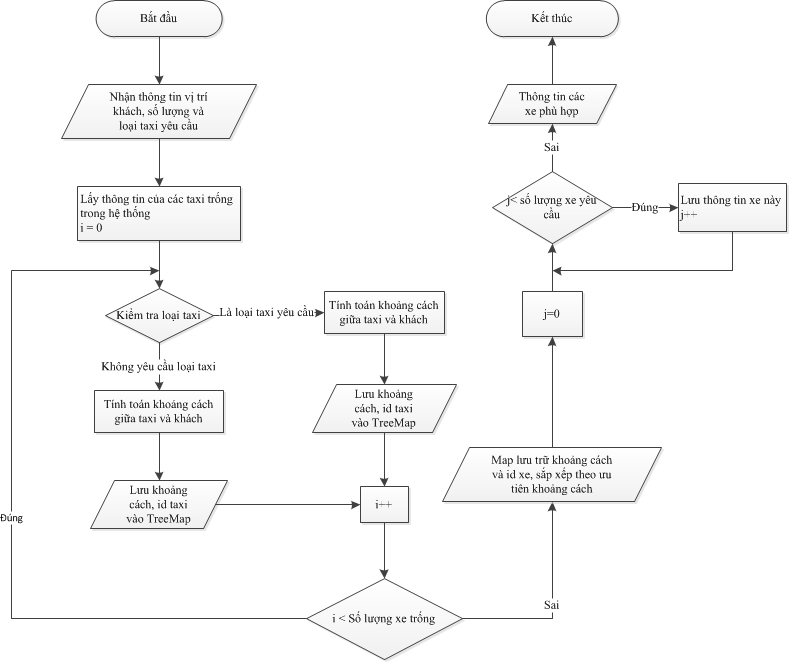 Bắt đầu
Nhận thông tin vị trí
khách, số lượng và
loại taxi yêu cầu
Lấy thông tin của các taxi trống
trong hệ thống
i = 0
Kiểm tra loại taxi
Là loại taxi yêu cầu
Tính toán khoảng cách
giữa taxi và khách
Không yêu cầu loại taxi
Tính toán khoảng cách
giữa taxi và khách
Lưu khoảng
cách, id taxi
vào TreeMap
Lưu khoảng
cách, id taxi
vào TreeMap
i++
Đúng
i < Số lượng xe trống
Sai
Map lưu trữ khoảng cách
và id xe, sắp xếp theo ưu
tiên khoảng cách
j=0
j< số lượng xe yêu
cầu
Đúng
Lưu thông tin xe này
j++
Sai
Thông tin các
xe phù hợp
Kết thúc